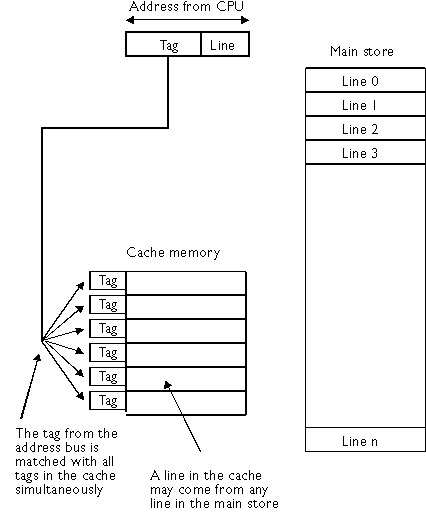 Address from CPU
Tag Line
Main store
Line 0
Line 1
Line 2
Line 3
Cache memory
Tag
Tag
Tag
Tag
Tag
Tag
Line n
The tag from the
address bus is
matched with all
tags in the cache
simultaneously
A line in the cache
may come from any
line in the main store